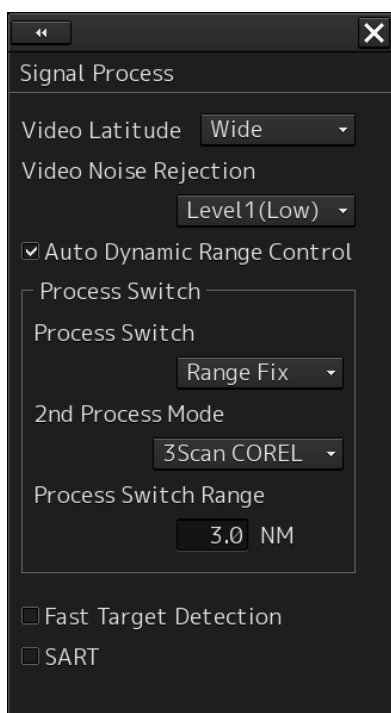 Signal Process
Video Latitude Wide
Video Noise Rejection
Level1(Low)
Auto Dynamic Range Control
Process Switch
Process Switch
Range Fix
2nd Process Mode
3Scan COREL
Process Switch Range
3.0 NM
Fast Target Detection
SART